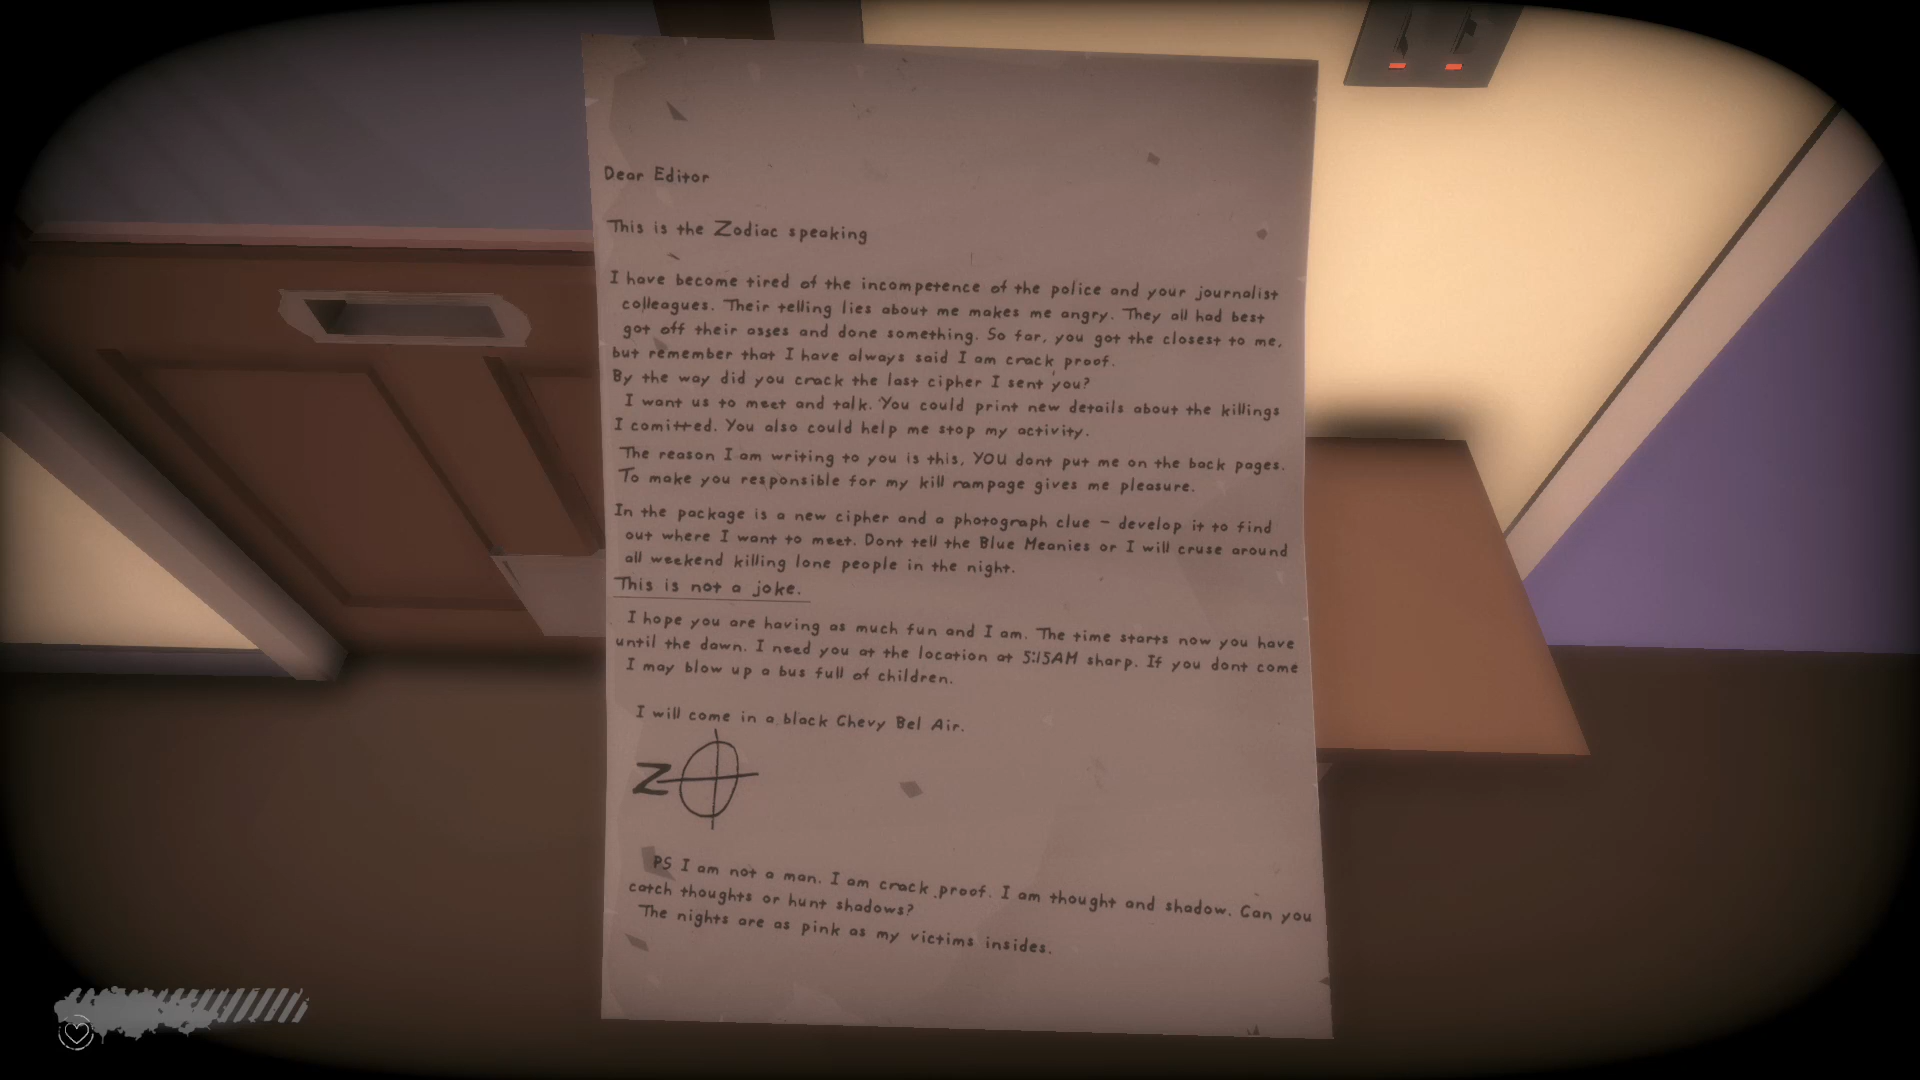 Dear Editor
This is the Zodiac speaking
I have become tired of the incompetence of the police and your journalist
colleagues. Their telling lies about me makes me angry. They all had best
got off their asses and done something. So far, you got the closest to me,
but remember that I have always said I am crack proof.
By the way did you crack the last cipher I sent you?
I want us to meet and talk. You could print new details about the killings
I comitted. You also could help me stop my activity.
The reason I am writing to you is this, YOU dont put me on the back pages.
To make you responsible for my kill rampage gives me pleasure.
In the package is a new cipher and a photograph clue - develop it to find
out where I want to meet. Dont tell the Blue Meanies or I will cruse around
all weekend killing lone people in the night.
This is not a joke.
I hope you are having as much fun and I am. The time starts now you have
until the dawn. I need you at the location at 5:15AM sharp. If you dont come
I may blow up a bus full of children.
I will come in a black Chevy Bel Air.
Z
PS I am not a man. I am crack proof. I am thought and shadow. Can you
catch thoughts or hunt shadows?
The nights are as pink as my victims insides.